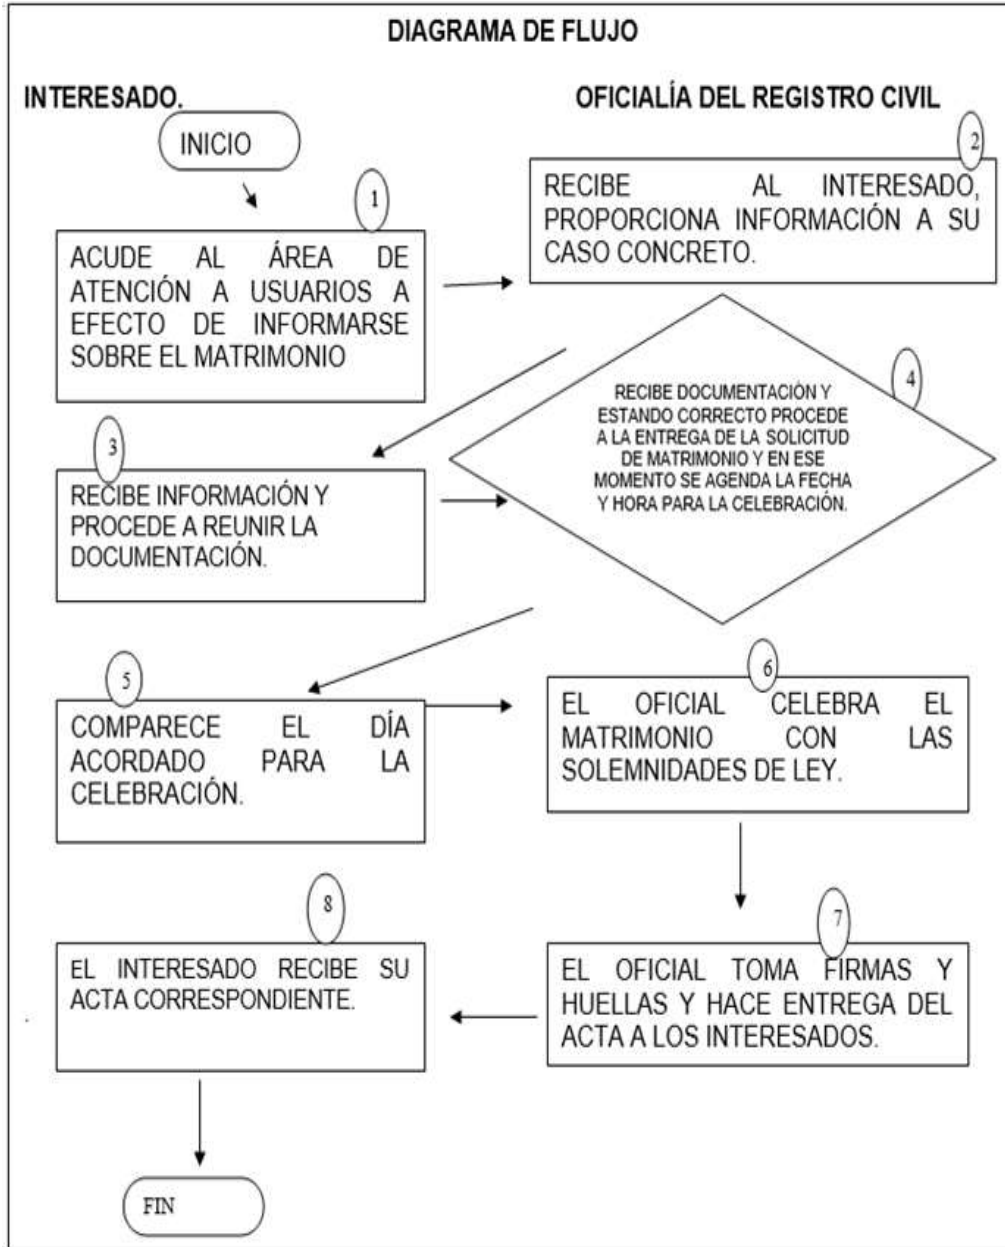 DIAGRAMA DE FLUJO
INTERESADO.
OFICIALÍA DEL REGISTRO CIVIL
INICIO
1
ACUDE AL ÁREA DE
ATENCIÓN A USUARIOS A
EFECTO DE INFORMARSE
SOBRE EL MATRIMONIO
2
RECIBE AL INTERESADO,
PROPORCIONA INFORMACIÓN A SU
CASO CONCRETO.
3
RECIBE INFORMACIÓN Y
PROCEDE A REUNIR LA
DOCUMENTACIÓN.
4
RECIBE DOCUMENTACIÓN Y
ESTANDO CORRECTO PROCEDE
A LA ENTREGA DE LA SOLICITUD
DE MATRIMONIO Y EN ESE
MOMENTO SE AGENDA LA FECHA
Y HORA PARA LA CELEBRACIÓN.
5
COMPARECE EL DÍA
ACORDADO PARA LA
CELEBRACIÓN.
6
EL OFICIAL CELEBRA EL
MATRIMONIO CON LAS
SOLEMNIDADES DE LEY.
7
EL OFICIAL TOMA FIRMAS Y
HUELLAS Y HACE ENTREGA DEL
ACTA A LOS INTERESADOS.
8
EL INTERESADO RECIBE SU
ACTA CORRESPONDIENTE.
FIN